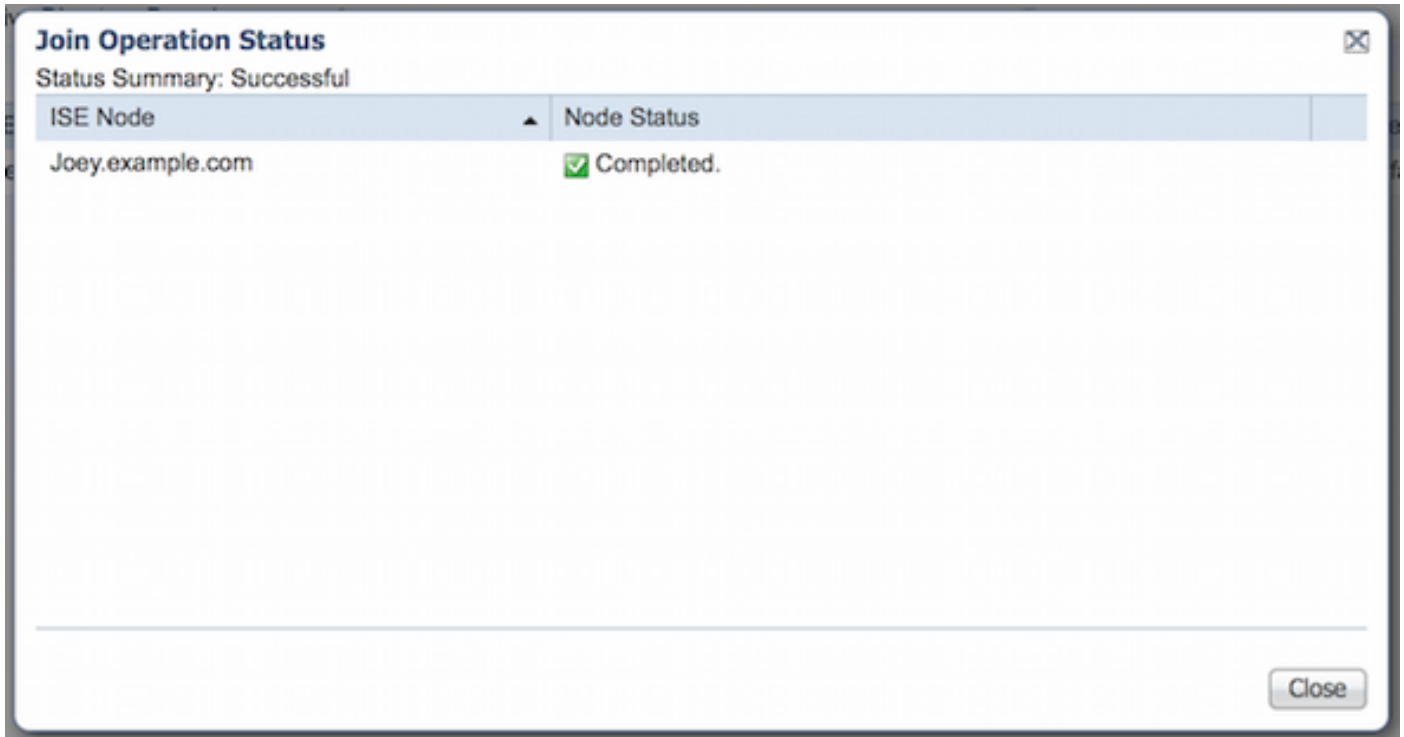 Join Operation Status
Status Summary: Successful
ISE Node Node Status
Joey.example.com Completed.
Close